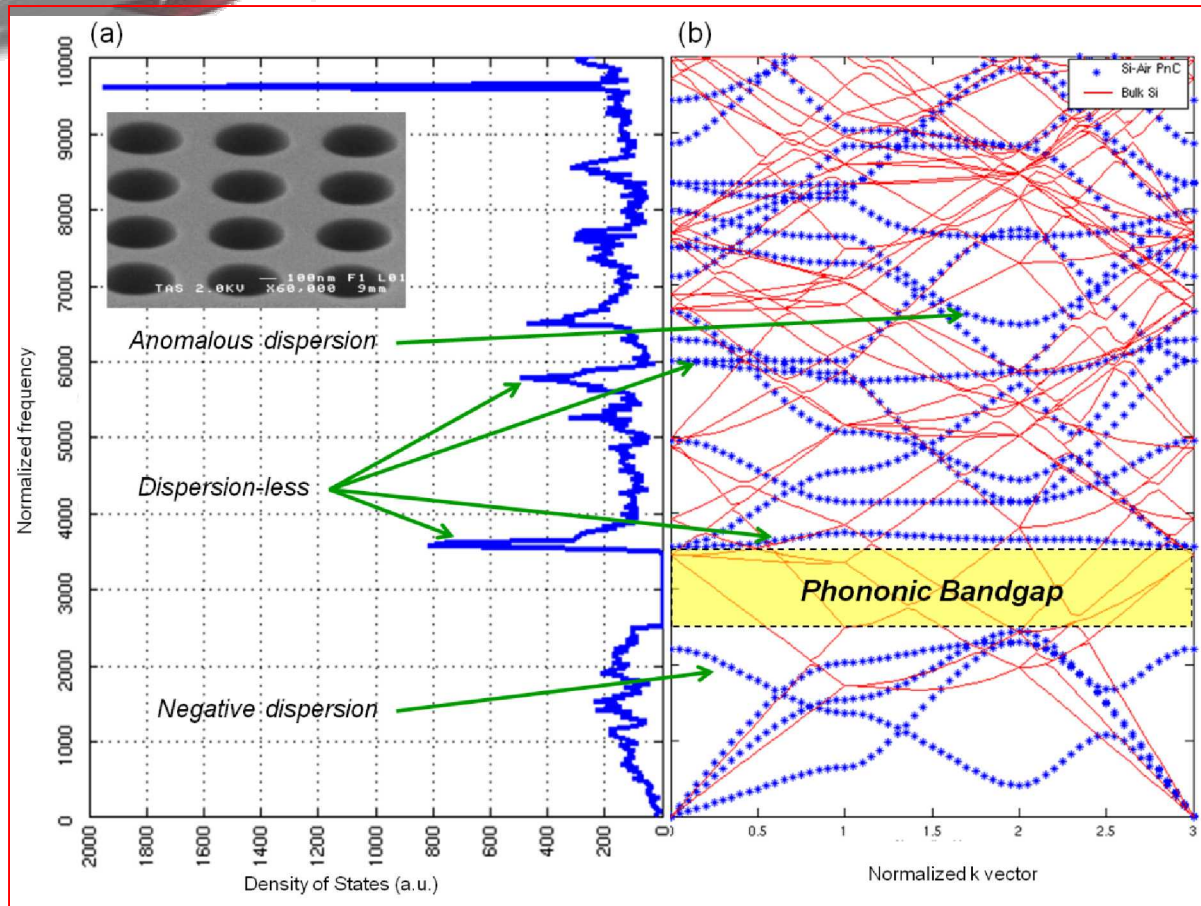 (a)
(b)
10000
9000
8000
7000
6000
5000
4000
3000
2000
1000
0
Normalized frequency
100nm F1 L01
TAS 2.0KV X60,000 9mm
Anomalous dispersion
Dispersion-less
Negative dispersion
2000
1800
1600
1400
1200
1000
800
600
400
200
0
Density of States (a.u.)
Si-Air PnC
Bulk Si
Phononic Bandgap
0.5
1
1.5
2
2.5
3
Normalized k vector